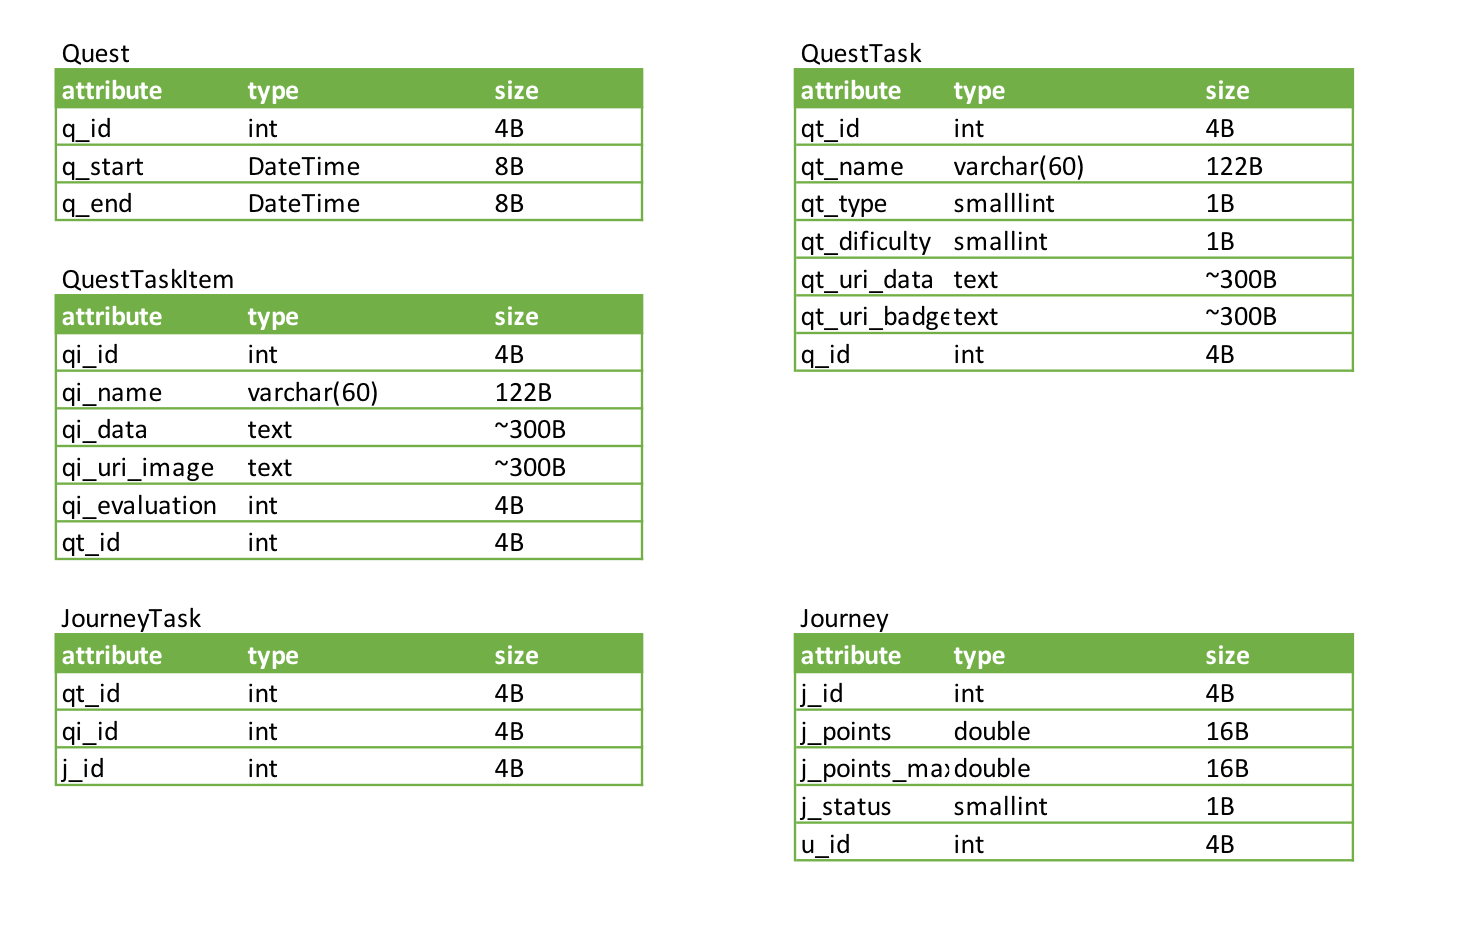 Quest
attribute type size
q_id int 4B
q_start DateTime 8B
q_end DateTime 8B
QuestTask
attribute type size
qt_id int 4B
qt_name varchar(60) 122B
qt_type smalllint 1B
qt_dificulty smallint 1B
qt_uri_data text ~300B
qt_uri_badge text ~300B
q_id int 4B
QuestTaskItem
attribute type size
qi_id int 4B
qi_name varchar(60) 122B
qi_data text ~300B
qi_uri_image text ~300B
qi_evaluation int 4B
qt_id int 4B
JourneyTask
attribute type size
qt_id int 4B
qi_id int 4B
j_id int 4B
Journey
attribute type size
j_id int 4B
j_points double 16B
j_points_max double 16B
j_status smallint 1B
u_id int 4B